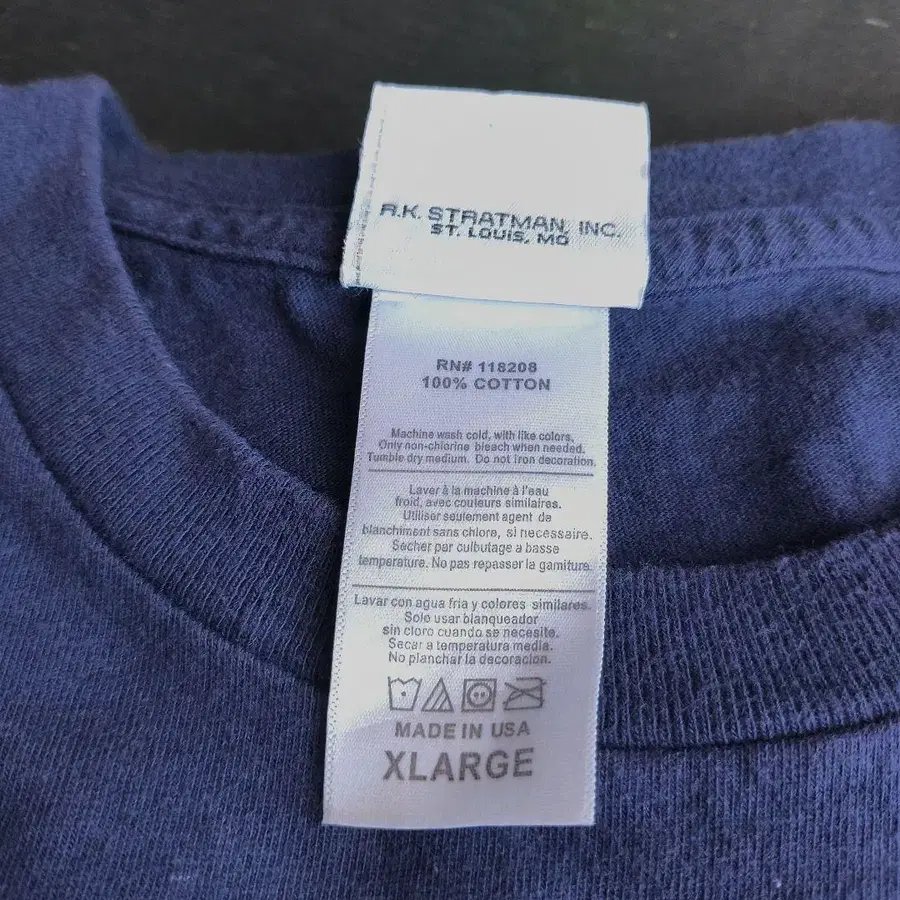 R.K. STRATMAN, INC.
ST. LOUIS, MO
RN# 118208
100% COTTON
Machine wash cold, with like colors,
Only non-chlorine bleach when needed.
Tumble dry medium. Do not iron decoration.
Laver à la machine à l'eau
froid, avec couleurs similaires.
Utiliser seulement agent de
blanchiment sans chlore, si necessaire.
Secher par culbutage a basse
temperature. No pas repasser la garniture.
Lavar con agua fria y colores similares.
Solo usar blanqueador
sin cloro cuando se necesite.
Secar a temperatura media.
No planchar la decoracion.
MADE IN USA
XLARGE